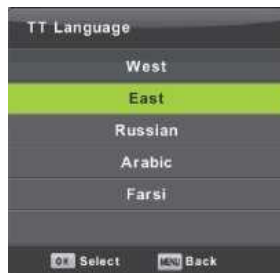 TT Language
West
East
Russian
Arabic
Farsi
OK Select MENU Back